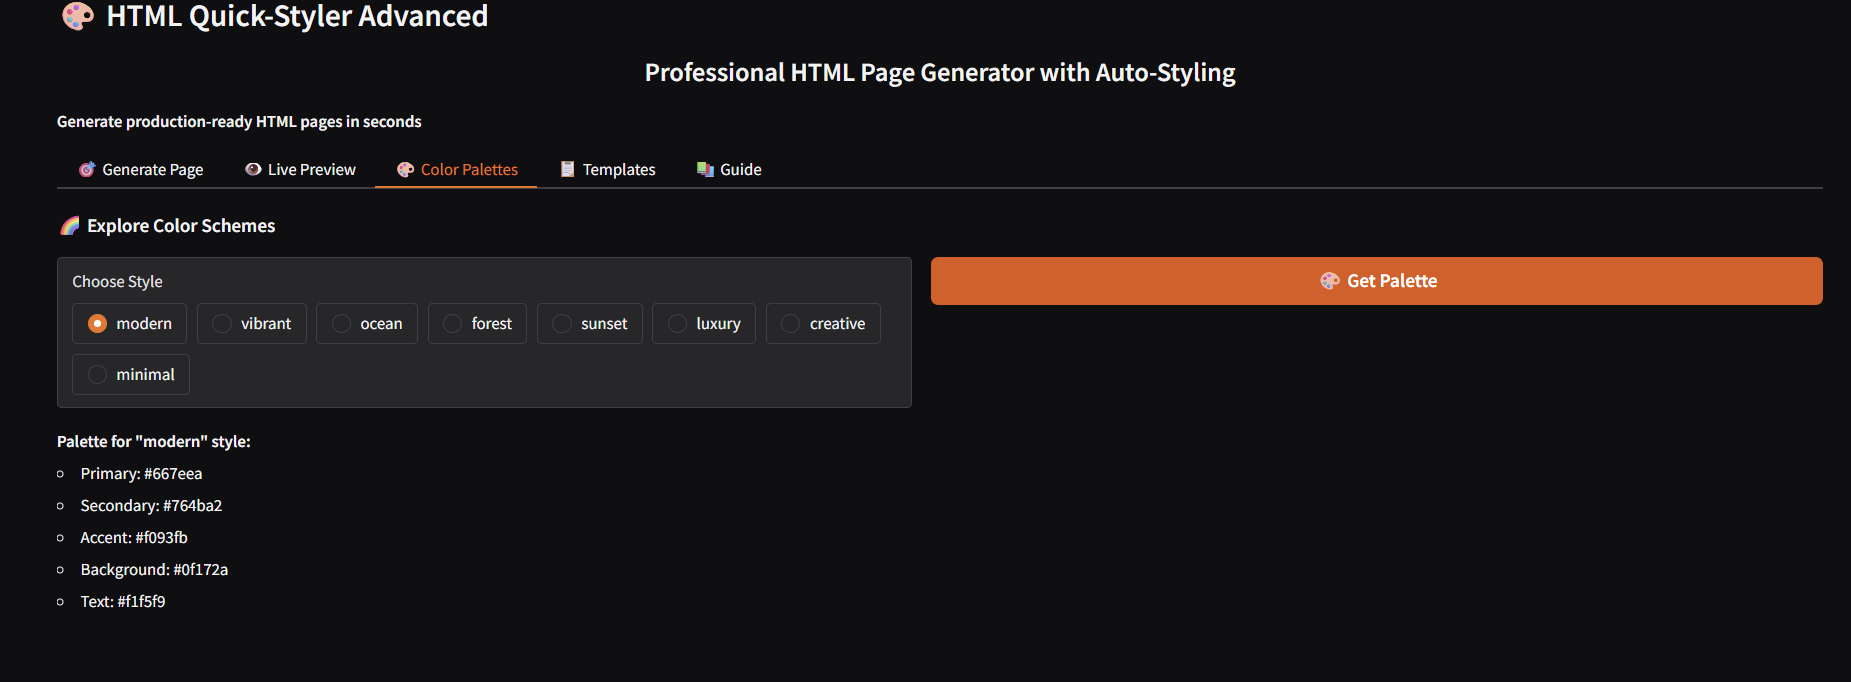 HTML Quick-Styler Advanced
Professional HTML Page Generator with Auto-Styling
Generate production-ready HTML pages in seconds
Generate Page Live Preview Color Palettes Templates Guide
Explore Color Schemes
Choose Style
Get Palette
modern vibrant ocean forest sunset luxury creative
minimal
Palette for "modern" style:
Primary: #667eea
Secondary: #764ba2
Accent: #f093fb
Background: #0f172a
Text: #f1f5f9